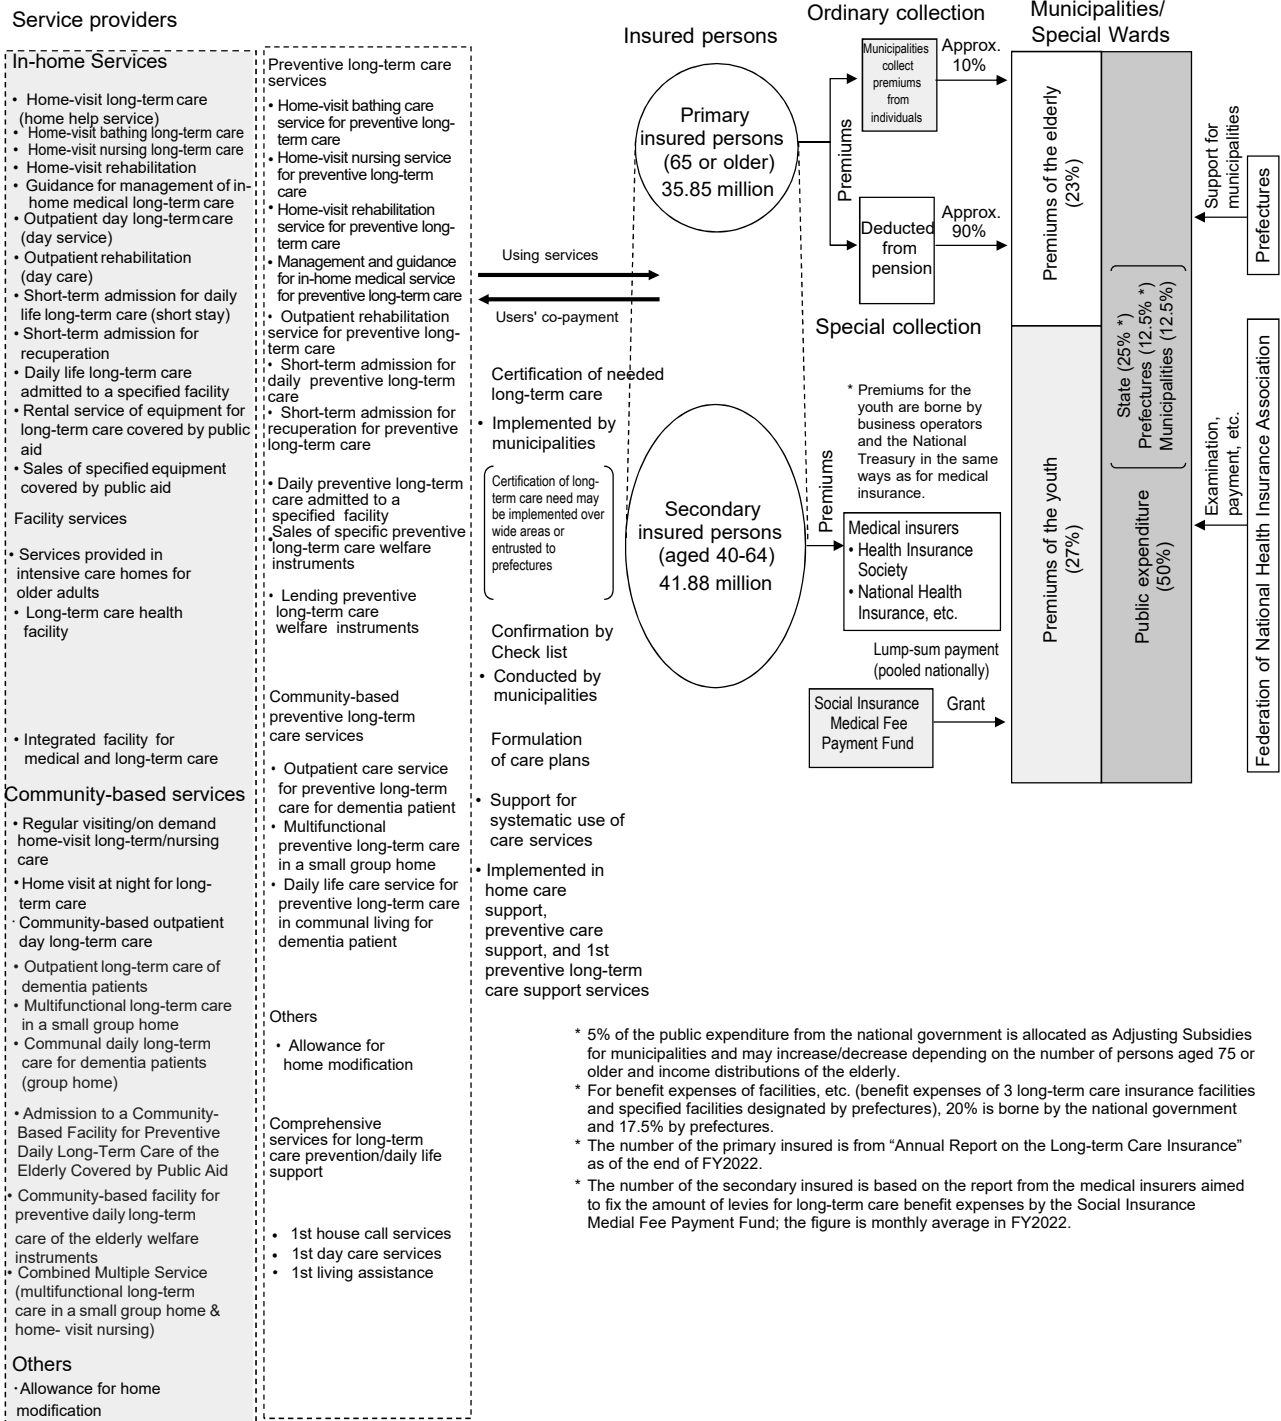 Service providers
In-home Services
• Home-visit long-term care
(home help service)
• Home-visit bathing long-term care
• Home-visit nursing long-term care
• Home-visit rehabilitation
• Guidance for management of in-
home medical long-term care
• Outpatient day long-term care
(day service)
• Outpatient rehabilitation
(day care)
• Short-term admission for daily
life long-term care (short stay)
• Short-term admission for
recuperation
• Daily life long-term care
admitted to a specified facility
• Rental service of equipment for
long-term care covered by public
aid
• Sales of specified equipment
covered by public aid
Facility services
• Services provided in
intensive care homes for
older adults
• Long-term care health
facility
• Integrated facility for
medical and long-term care
Community-based services
• Regular visiting/on demand
home-visit long-term/nursing
care
• Home visit at night for long-
term care
· Community-based outpatient
day long-term care
• Outpatient long-term care of
dementia patients
• Multifunctional long-term care
in a small group home
• Communal daily long-term
care for dementia patients
(group home)
• Admission to a Community-
Based Facility for Preventive
Daily Long-Term Care of the
Elderly Covered by Public Aid
• Community-based facility for
preventive daily long-term
care of the elderly welfare
instruments
• Combined Multiple Service
(multifunctional long-term
care in a small group home &
home- visit nursing)
Others
· Allowance for home
modification
Preventive long-term care
services
• Home-visit bathing care
service for preventive long-
term care
• Home-visit nursing service
for preventive long-term
care
• Home-visit rehabilitation
service for preventive long-
term care
• Management and guidance
for in-home medical service
for preventive long-term care
• Outpatient rehabilitation
service for preventive long-
term care
• Short-term admission for
daily preventive long-term
care
• Short-term admission for
recuperation for preventive
long-term care
• Daily preventive long-term
care admitted to a
specified facility
• Sales of specific preventive
long-term care welfare
instruments
• Lending preventive
long-term care
welfare instruments
Community-based
preventive long-term
care services
• Outpatient care service
for preventive long-term
care for dementia patient
• Multifunctional
preventive long-term care
in a small group home
• Daily life care service for
preventive long-term care
in communal living for
dementia patient
Others
• Allowance for
home modification
Comprehensive
services for long-term
care prevention/daily life
support
• 1st house call services
• 1st day care services
• 1st living assistance
Using services
Users' co-payment
Certification of needed
long-term care
• Implemented by
municipalities
Certification of long-
term care need may
be implemented over
wide areas or
entrusted to
prefectures
Confirmation by
Check list
• Conducted by
municipalities
Formulation
of care plans
• Support for
systematic use of
care services
• Implemented in
home care
support,
preventive care
support, and 1st
preventive long-term
care support services
Insured persons
Primary
insured persons
(65 or older)
35.85 million
Secondary
insured persons
(aged 40-64)
41.88 million
Premiums
Premiums
Ordinary collection
Municipalities
collect
premiums
from
individuals
Approx.
10%
Deducted
from
pension
Approx.
90%
Special collection
* Premiums for the
youth are borne by
business operators
and the National
Treasury in the same
ways as for medical
insurance.
Medical insurers
• Health Insurance
Society
• National Health
Insurance, etc.
Lump-sum payment
(pooled nationally)
Social Insurance
Medical Fee
Payment Fund
Grant
Municipalities/
Special Wards
Premiums of the elderly
(23%)
Premiums of the youth
(27%)
State (25% *)
Prefectures (12.5% *)
Municipalities (12.5%)
Public expenditure
(50%)
Support for
municipalities
Prefectures
Examination,
payment, etc.
Federation of National Health Insurance Association
* 5% of the public expenditure from the national government is allocated as Adjusting Subsidies
for municipalities and may increase/decrease depending on the number of persons aged 75 or
older and income distributions of the elderly.
* For benefit expenses of facilities, etc. (benefit expenses of 3 long-term care insurance facilities
and specified facilities designated by prefectures), 20% is borne by the national government
and 17.5% by prefectures.
* The number of the primary insured is from “Annual Report on the Long-term Care Insurance”
as of the end of FY2022.
* The number of the secondary insured is based on the report from the medical insurers aimed
to fix the amount of levies for long-term care benefit expenses by the Social Insurance
Medial Fee Payment Fund; the figure is monthly average in FY2022.